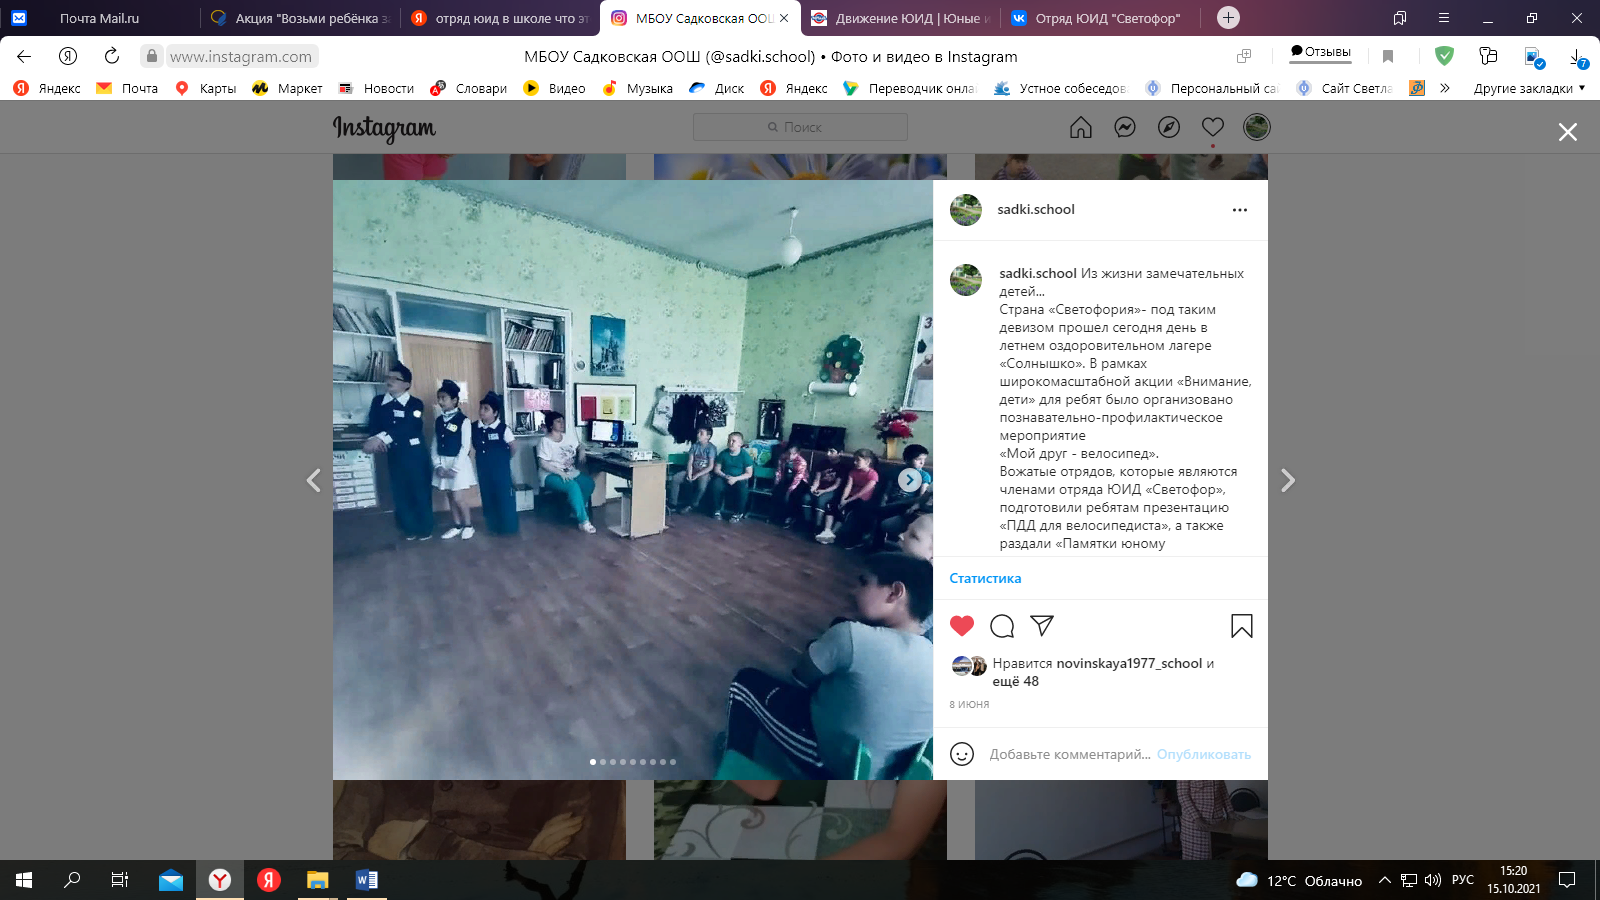 Почта Mail.ru
Акция "Возьми ребёнка за
отряд юид в школе что эт
МБОУ Садковская ООШ
Движение ЮИД | Юные и
Отряд ЮИД "Светофор"
www.instagram.com
МБОУ Садковская ООШ (@sadki.school) • Фото и видео в Instagram
Отзывы
7
Яндекс
Почта
Карты
Маркет
Новости
Словари
Видео
Музыка
Диск
Яндекс
Переводчик онла
Устное собеседов
Персональный са
Сайт Светла
Другие закладки
Instagram
Поиск
sadki.school
sadki.school Из жизни замечательных
детей...
Страна «Светофория»- под таким
девизом прошел сегодня день в
летнем оздоровительном лагере
«Солнышко». В рамках
широкомасштабной акции «Внимание,
дети» для ребят было организовано
познавательно-профилактическое
мероприятие
«Мой друг - велосипед».
Вожатые отрядов, которые являются
членами отряда ЮИД «Светофор»,
подготовили ребятам презентацию
«ПДД для велосипедиста», а также
раздали «Памятки юному
Статистика
Нравится novinskaya1977_school и
ещё 48
8 ИЮНЯ
Добавьте комментарий...
Опубликовать
12°C Облачно
РУС
15:20
15.10.2021